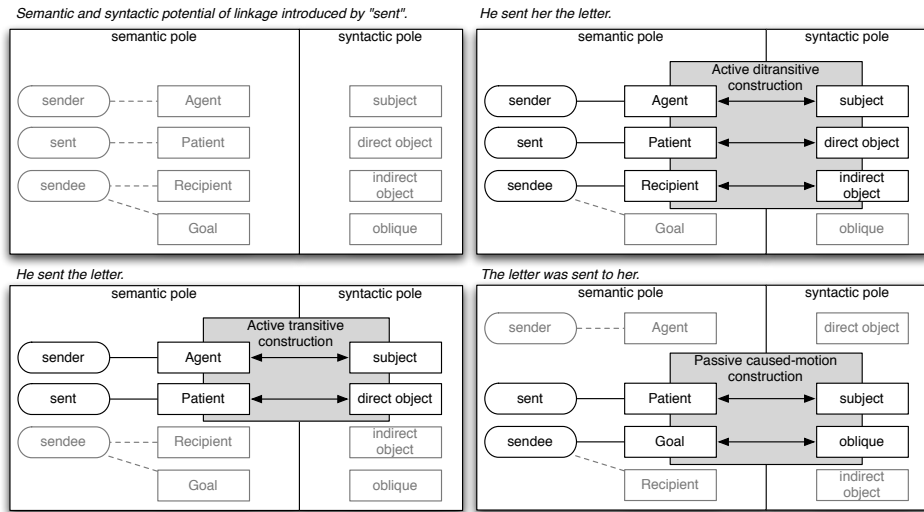 Semantic and syntactic potential of linkage introduced by "sent".
semantic pole
syntactic pole
sender
Agent
subject
sent
Patient
direct object
sendee
Recipient
indirect
object
Goal
oblique
He sent her the letter.
semantic pole
syntactic pole
Active ditransitive
construction
sender
Agent
subject
sent
Patient
direct object
sendee
Recipient
indirect
object
Goal
oblique
He sent the letter.
semantic pole
syntactic pole
Active transitive
construction
sender
Agent
subject
sent
Patient
direct object
sendee
Recipient
indirect
object
Goal
oblique
The letter was sent to her.
semantic pole
syntactic pole
sender
Agent
direct object
Passive caused-motion
construction
sent
Patient
subject
sendee
Goal
oblique
Recipient
indirect
object